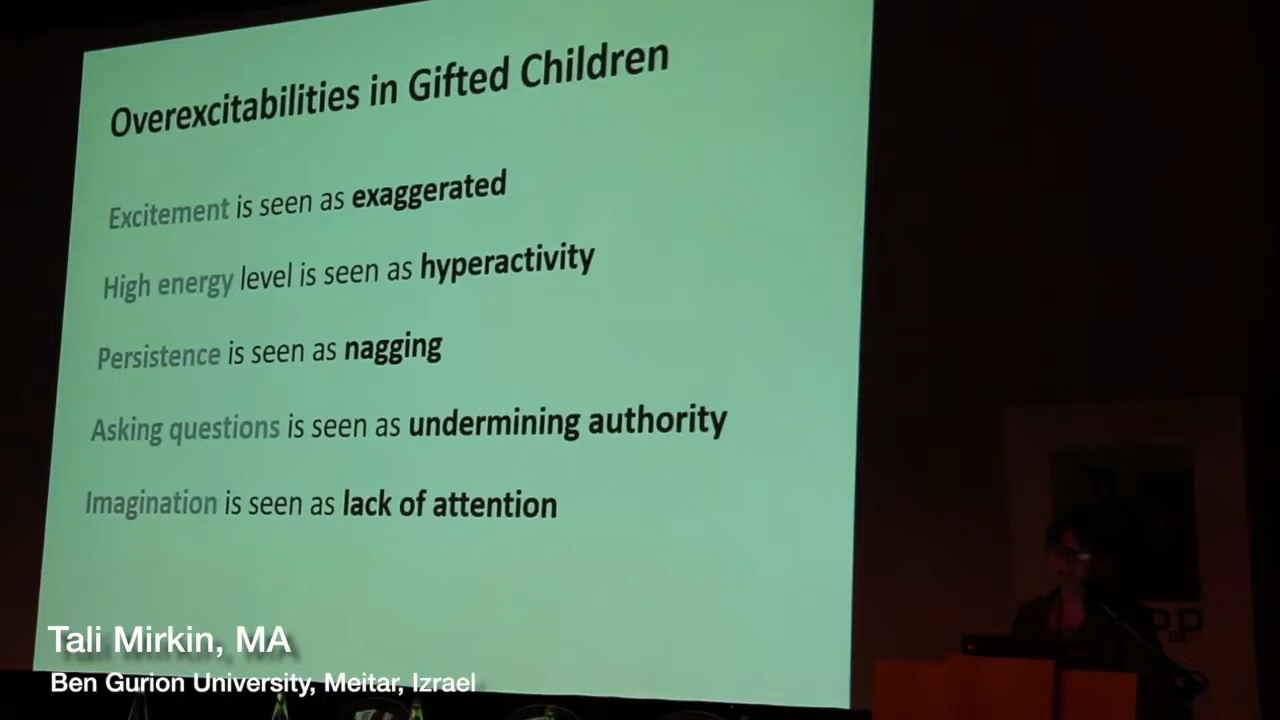 Overexcitabilities in Gifted Children
Excitement is seen as exaggerated
High energy level is seen as hyperactivity
Persistence is seen as nagging
Asking questions is seen as undermining authority
Imagination is seen as lack of attention
Tali Mirkin, MA
Ben Gurion University, Meitar, Izrael